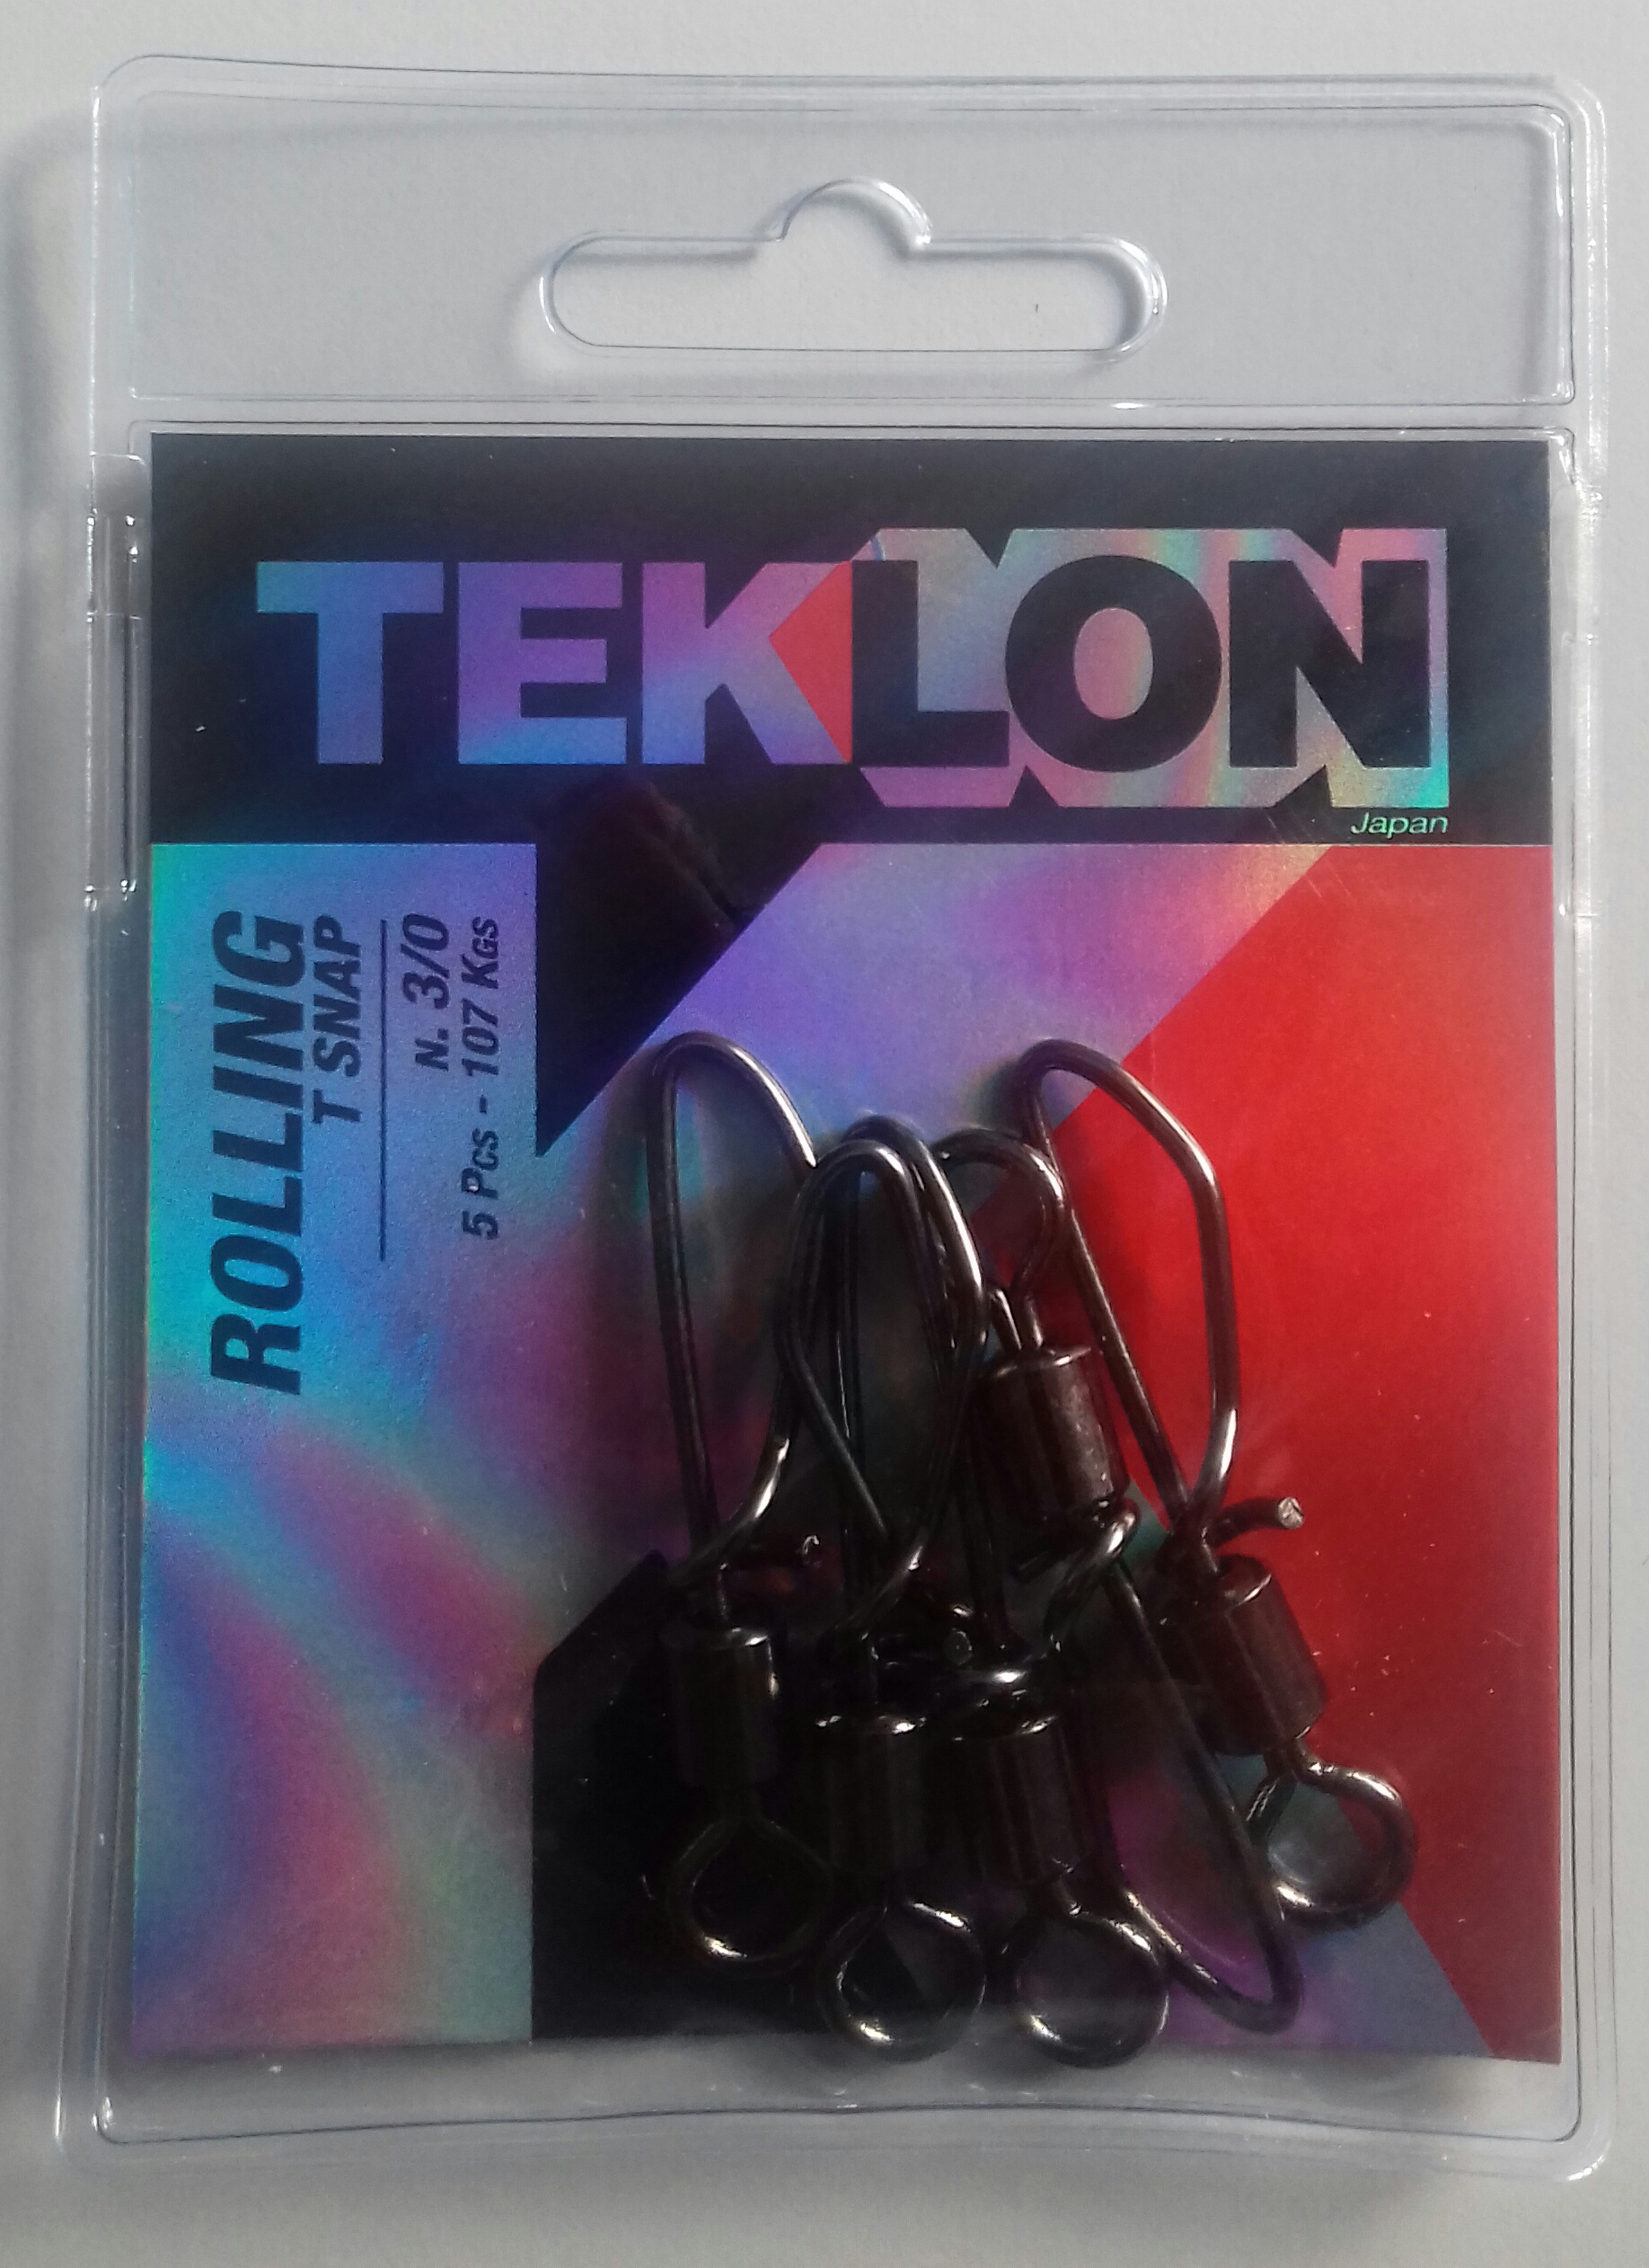 TEKLON
Japan
ROLLING
T SNAP
N. 3/0
5 Pcs - 107 Kgs